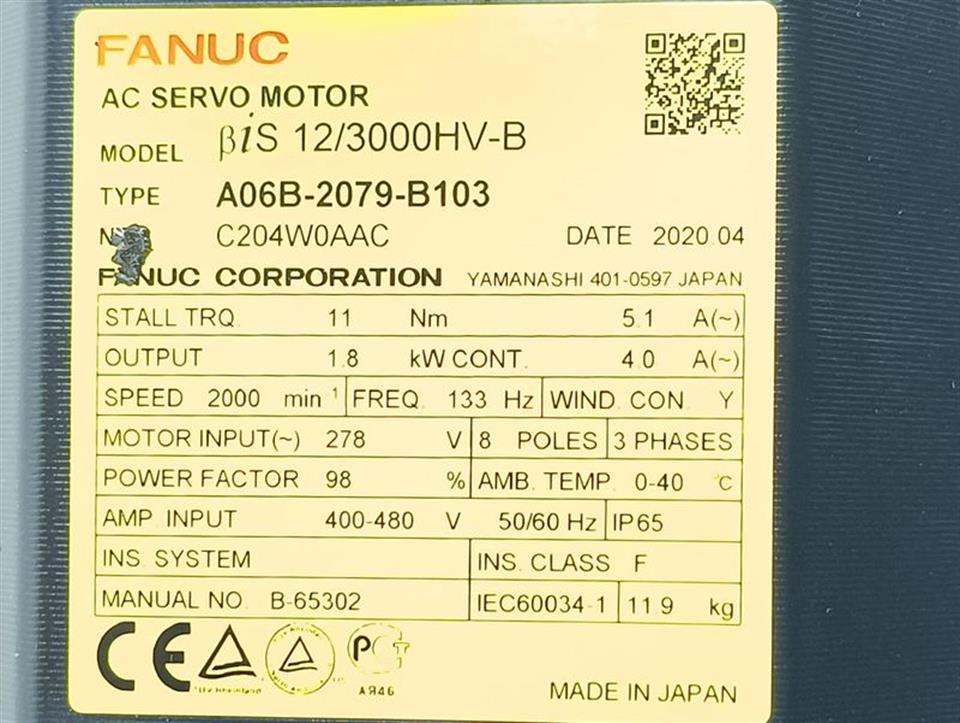 FANUC
AC SERVO MOTOR
MODEL βiS 12/3000HV-B
TYPE A06B-2079-B103
C204W0AAC DATE 2020.04
FANUC CORPORATION YAMANASHI 401-0597 JAPAN
STALL TRQ. 11 Nm 5.1 A(~)
OUTPUT 1.8 kW CONT. 4.0 A(~)
SPEED 2000 min⁻¹ FREQ. 133 Hz WIND. CON. Y
MOTOR INPUT(~) 278 V 8 POLES 3 PHASES
POWER FACTOR 98 % AMB. TEMP. 0-40 °C
AMP. INPUT 400-480 V 50/60 Hz IP65
INS. SYSTEM INS. CLASS F
MANUAL NO. B-65302 IEC60034-1 11.9 kg
CE
АЯ46
MADE IN JAPAN